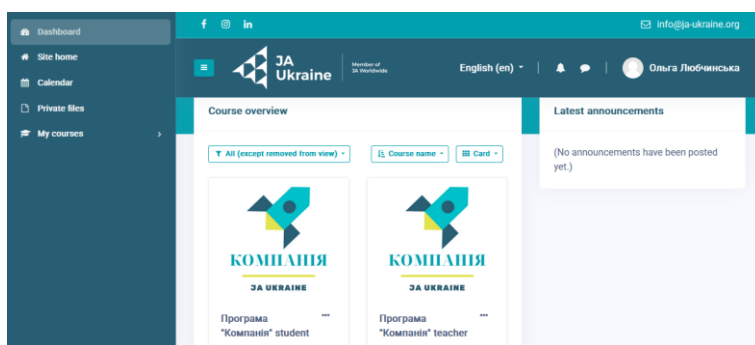 Dashboard
Site home
Calendar
Private files
My courses
f in
info@ja-ukraine.org
JA
Ukraine
Member of
JA Worldwide
English (en)
Ольга Любчинська
Course overview
All (except removed from view)
Course name
Card
КОМПАНІЯ
JA UKRAINE
Програма
"Компанія" student
КОМПАНІЯ
JA UKRAINE
Програма
"Компанія" teacher
Latest announcements
(No announcements have been posted
yet.)